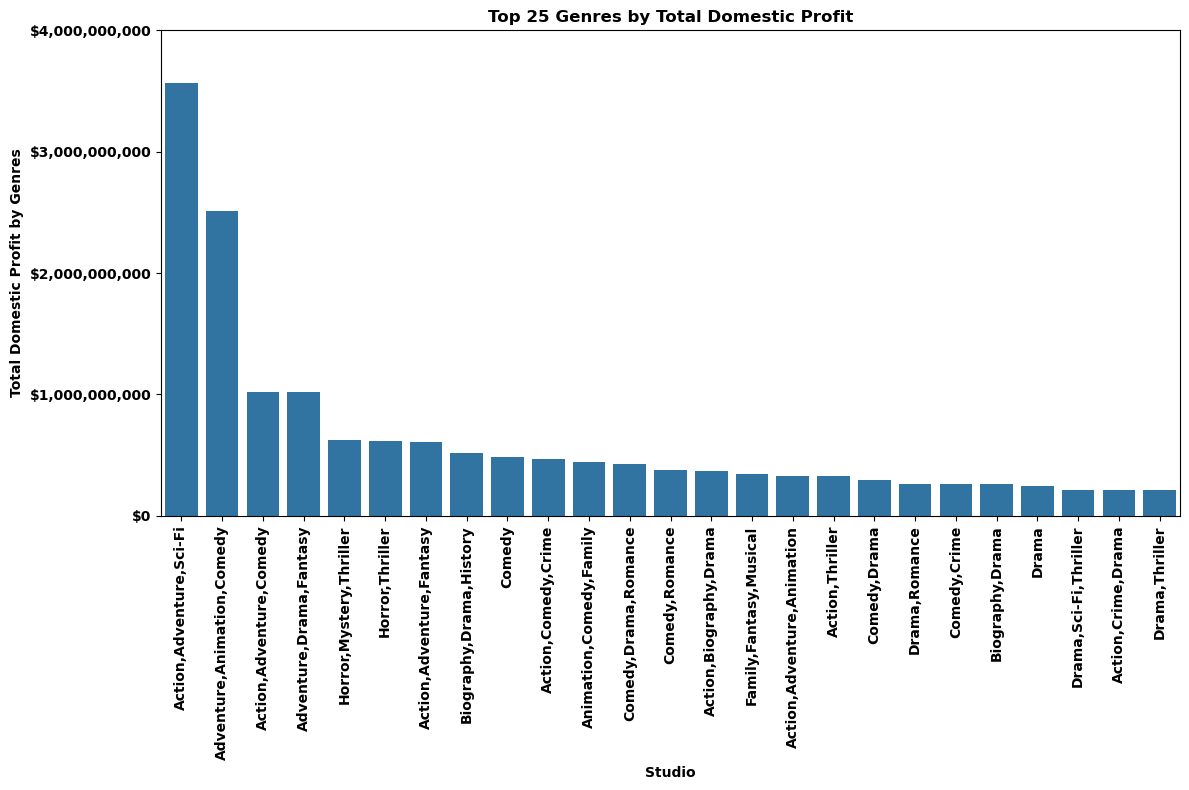 Top 25 Genres by Total Domestic Profit
Total Domestic Profit by Genres
$4,000,000,000
$3,000,000,000
$2,000,000,000
$1,000,000,000
$0
Action,Adventure,Sci-Fi
Adventure,Animation,Comedy
Action,Adventure,Comedy
Adventure,Drama,Fantasy
Horror,Mystery,Thriller
Horror,Thriller
Action,Adventure,Fantasy
Biography,Drama,History
Comedy
Action,Comedy,Crime
Animation,Comedy,Family
Comedy,Drama,Romance
Comedy,Romance
Action,Biography,Drama
Family,Fantasy,Musical
Action,Adventure,Animation
Action,Thriller
Comedy,Drama
Drama,Romance
Comedy,Crime
Biography,Drama
Drama
Drama,Sci-Fi,Thriller
Action,Crime,Drama
Drama,Thriller
Studio